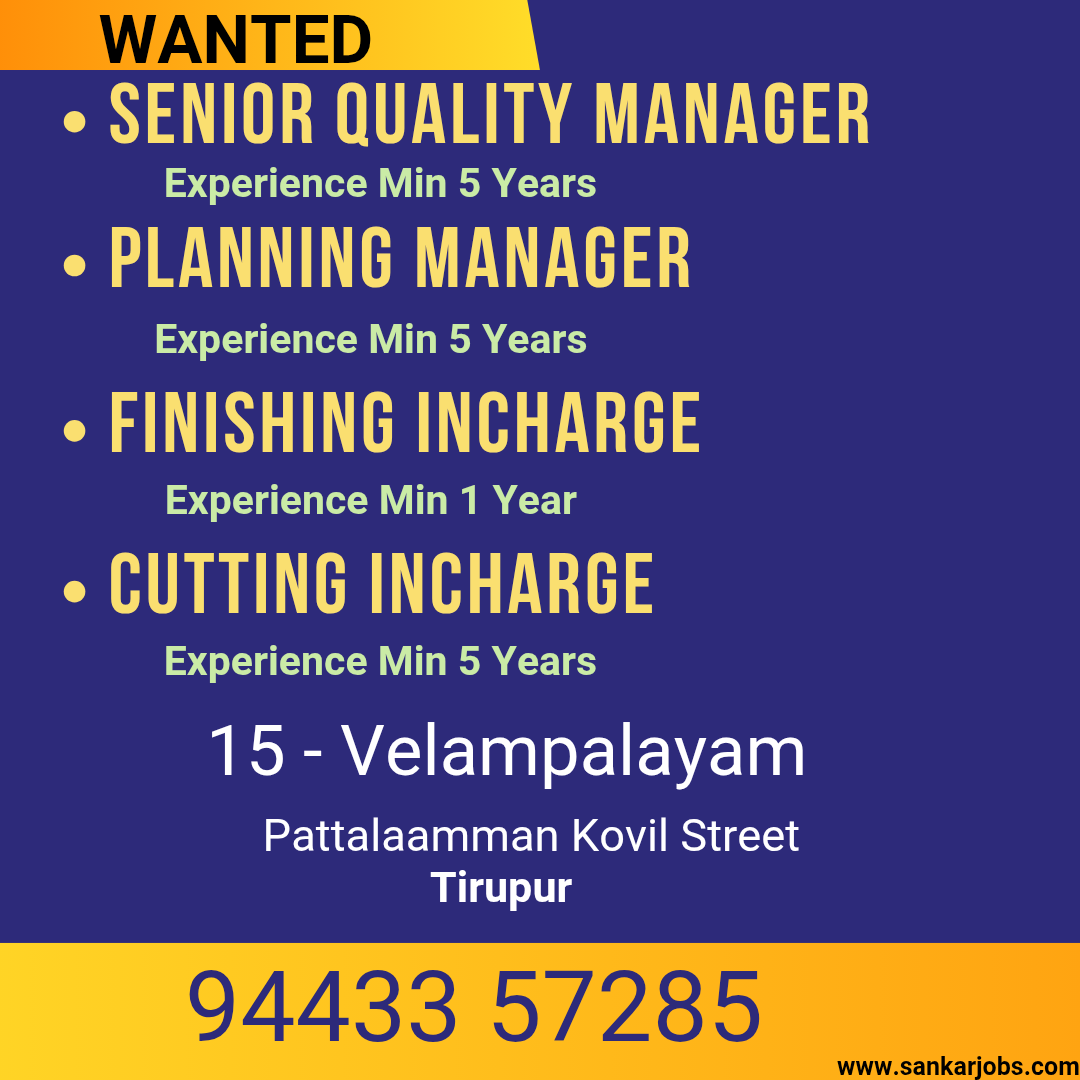 WANTED
• SENIOR QUALITY MANAGER
Experience Min 5 Years
• PLANNING MANAGER
Experience Min 5 Years
• FINISHING INCHARGE
Experience Min 1 Year
• CUTTING INCHARGE
Experience Min 5 Years
15 - Velampalayam
Pattalaamman Kovil Street
Tirupur
94433 57285
www.sankarjobs.com